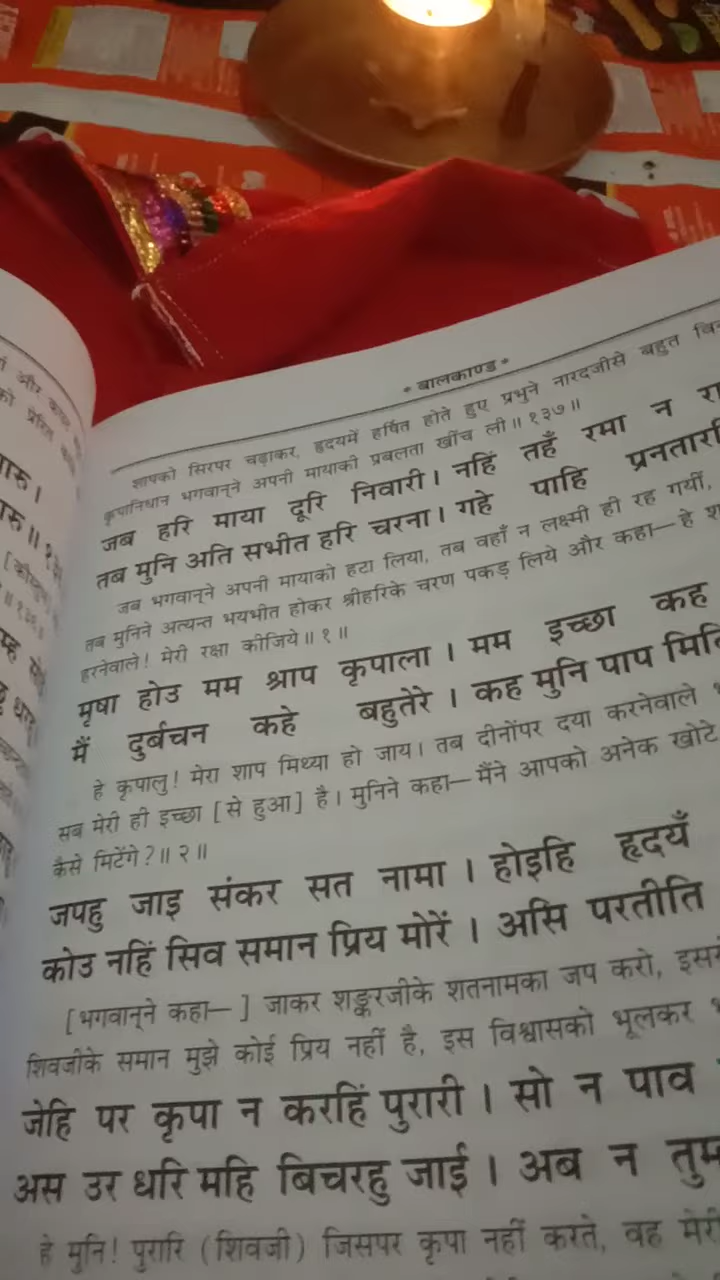 * बालकाण्ड *
शापको सिरपर चढ़ाकर, हृदयमें हर्षित होते हुए प्रभुने नारदजीसे बहुत
कृपानिधान भगवान्‌ने अपनी मायाकी प्रबलता खींच ली॥ १३७॥
जब हरि माया दूरि निवारी। नहिं तहँ रमा न
तब मुनि अति सभीत हरि चरना। गहे पाहि
जब भगवान्‌ने अपनी मायाको हटा लिया, तब वहाँ न लक्ष्मी ही रह गयीं,
तब मुनिने अत्यन्त भयभीत होकर श्रीहरिके चरण पकड़ लिये और कहा—हे
हरनेवाले! मेरी रक्षा कीजिये॥ १॥
मृषा होउ मम श्राप कृपाला। मम इच्छा कह
मैं दुर्बचन कहे बहुतेरे। कह मुनि पाप
हे कृपालु! मेरा शाप मिथ्या हो जाय। तब दीनोंपर दया करनेवाले
सब मेरी ही इच्छा [से हुआ] है। मुनिने कहा—मैंने आपको अनेक खोटे
कैसे मिटेंगे?॥ २॥
जपहु जाइ संकर सत नामा। होइहि हृदयँ
कोउ नहिं सिव समान प्रिय मोरें। असि परतीति
[भगवान्‌ने कहा—] जाकर शङ्करजीके शतनामका जप करो,
शिवजीके समान मुझे कोई प्रिय नहीं है, इस विश्वासको भूलकर
जेहि पर कृपा न करहिं पुरारी। सो न पाव
अस उर धरि महि बिचरहु जाई। अब न
हे मुनि! पुरारि (शिवजी) जिसपर कृपा नहीं करते, वह मेरी